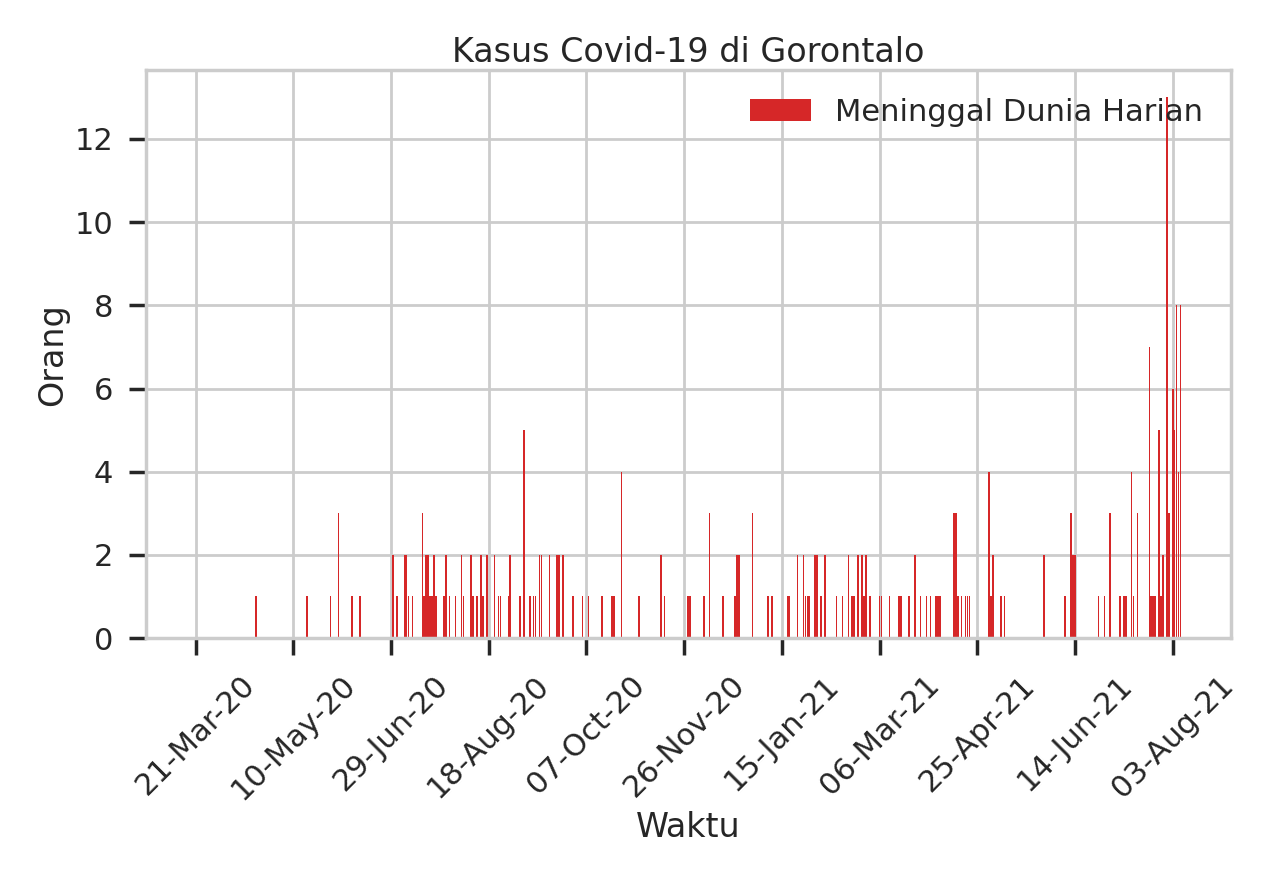 Kasus Covid-19 di Gorontalo
Meninggal Dunia Harian
12
10
8
6
4
2
0
Orang
21-Mar-20
10-May-20
29-Jun-20
18-Aug-20
07-Oct-20
26-Nov-20
15-Jan-21
06-Mar-21
25-Apr-21
14-Jun-21
03-Aug-21
Waktu